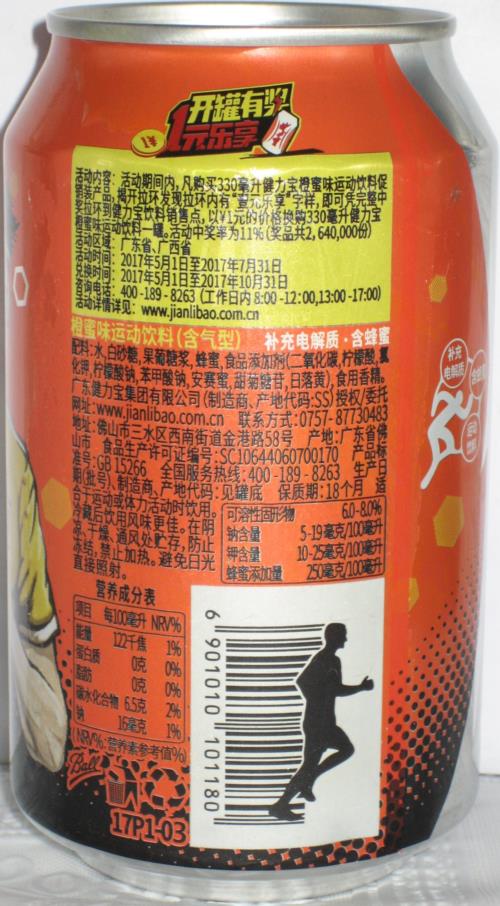 开罐有奖
1元乐享
活动内容：活动期间内，凡购买330毫升健力宝橙蜜味运动饮料促
销装产品，揭开拉环发现拉环内有“壹元乐享”字样，即可凭完整中
奖拉环到健力宝饮料销售点，以¥1元的价格换购330毫升健力宝
橙蜜味运动饮料一罐。活动中奖率为11%(奖品共2,640,000份)
活动区域：广东省、广西省
活动时间：2017年5月1日至2017年7月31日
兑换时间：2017年5月1日至2017年10月31日
咨询电话：400-189-8263 (工作日内8:00-12:00,13:00-17:00)
活动详情详见：www.jianlibao.com.cn
橙蜜味运动饮料(含气型) 补充电解质·含蜂蜜
配料：水,白砂糖,果葡糖浆,蜂蜜,食品添加剂(二氧化碳,柠檬酸,氯
化钾,柠檬酸钠,苯甲酸钠,安赛蜜,甜菊糖苷,日落黄),食用香精。
广东健力宝集团有限公司(制造商、产地代码:SS)授权/委托
网址:www.jianlibao.com.cn 联系方式:0757-87730483
地址:佛山市三水区西南街道金港路58号 产地:广东省佛
山市 食品生产许可证编号:SC10644060700170 产品标
准号:GB 15266 全国服务热线:400-189-8263 生产日
期(批号)、制造商、产地代码:见罐底 保质期:18个月 适
合于运动或体力活动时饮用。
冷藏后饮用风味更佳。在阴
凉、干燥、通风处贮存,防止
冻结,禁止加热。避免日光
直接照射。
可溶性固形物 6.0-8.0%
钠含量 5-19毫克/100毫升
钾含量 10-25毫克/100毫升
蜂蜜添加量 250毫克/100毫升
营养成分表
项目 每100毫升 NRV%
能量 122千焦 1%
蛋白质 0克 0%
脂肪 0克 0%
碳水化合物 6.5克 2%
钠 16毫克 1%
(NRV%:营养素参考值%)
Ball
17P1-03
6 901010 101180
补充
电解质